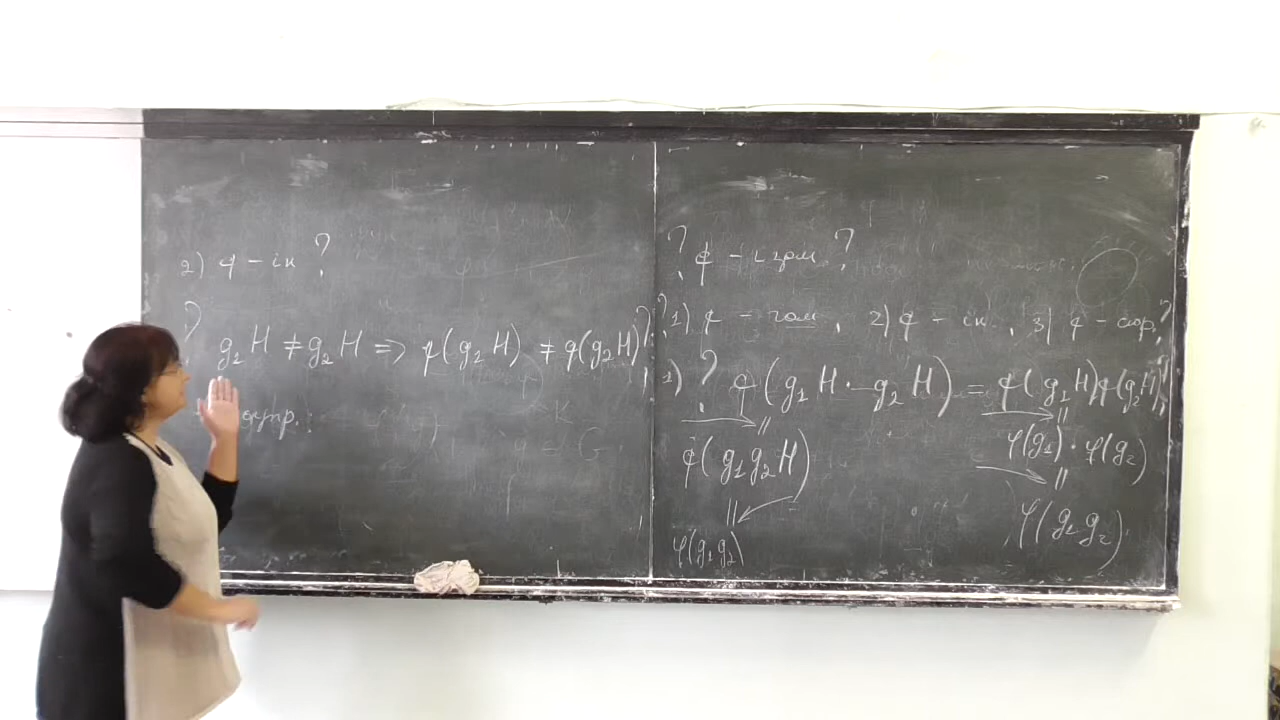 2) φ - ін ?
? g₁H ≠ g₂H => φ(g₁H) ≠ φ(g₂H) ?
супр. :
? φ - ізом ?
? 1) φ - гом , 2) φ - ін , 3) φ - сюр. ?
1) ? φ(g₁H · g₂H) = φ(g₁H)φ(g₂H) ?
φ(g₁g₂H)
φ(g₁) · φ(g₂)
φ(g₁g₂)
φ(g₁g₂)